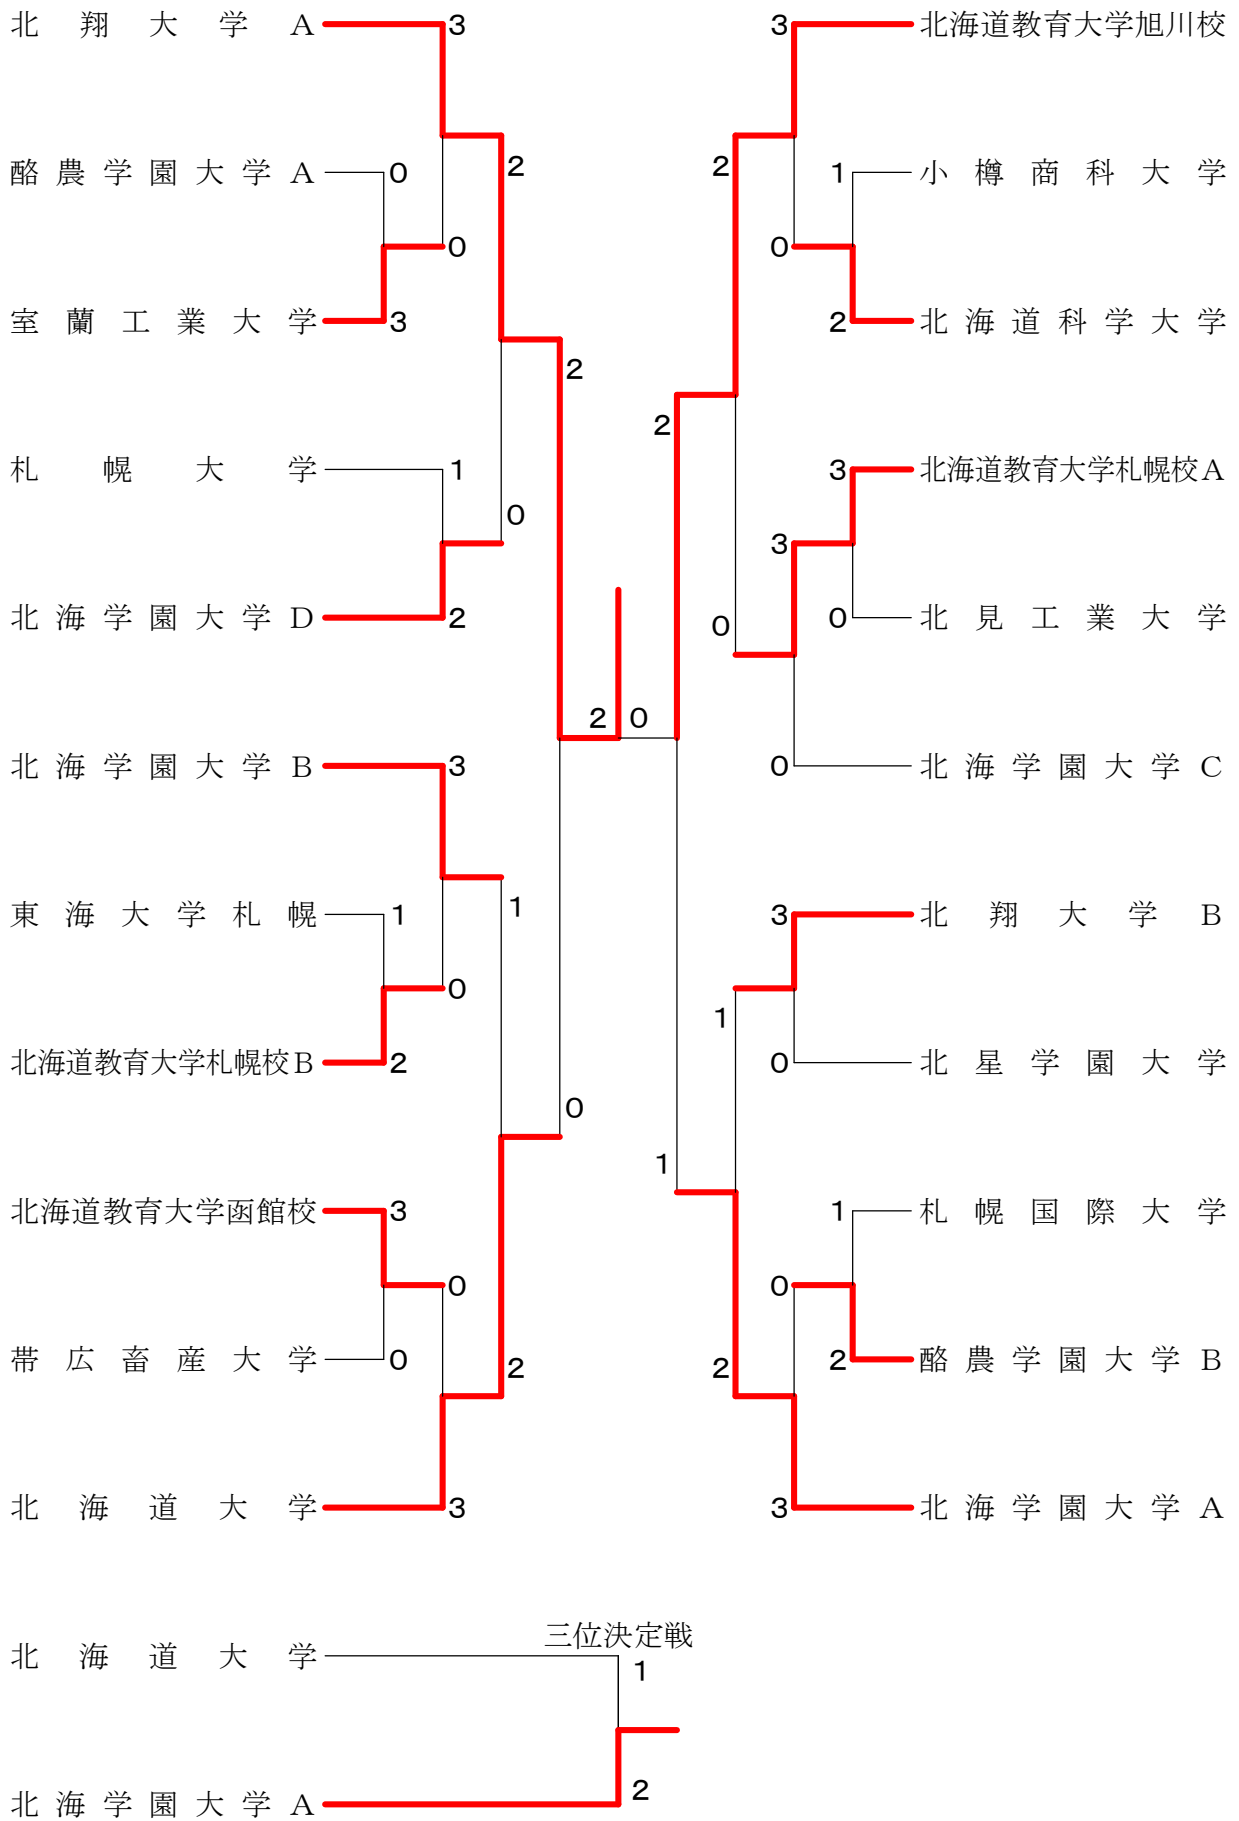 北翔大学A 3 3 北海道教育大学旭川校
酪農学園大学A 0 2 2 1 小樽商科大学
0 0
室蘭工業大学 3 2 北海道科学大学
2
2
札幌大学 1 3 北海道教育大学札幌校A
0
3
北海学園大学D 2 0 0 北見工業大学
2 0
北海学園大学B 3 0 北海学園大学C
東海大学札幌 1 1 3 北翔大学B
0 1
北海道教育大学札幌校B 2 0 北星学園大学
0
1
北海道教育大学函館校 3 1 札幌国際大学
0 0
帯広畜産大学 0 2 2 2 酪農学園大学B
北海道大学 3 3 北海学園大学A
三位決定戦
北海道大学 1
北海学園大学A 2